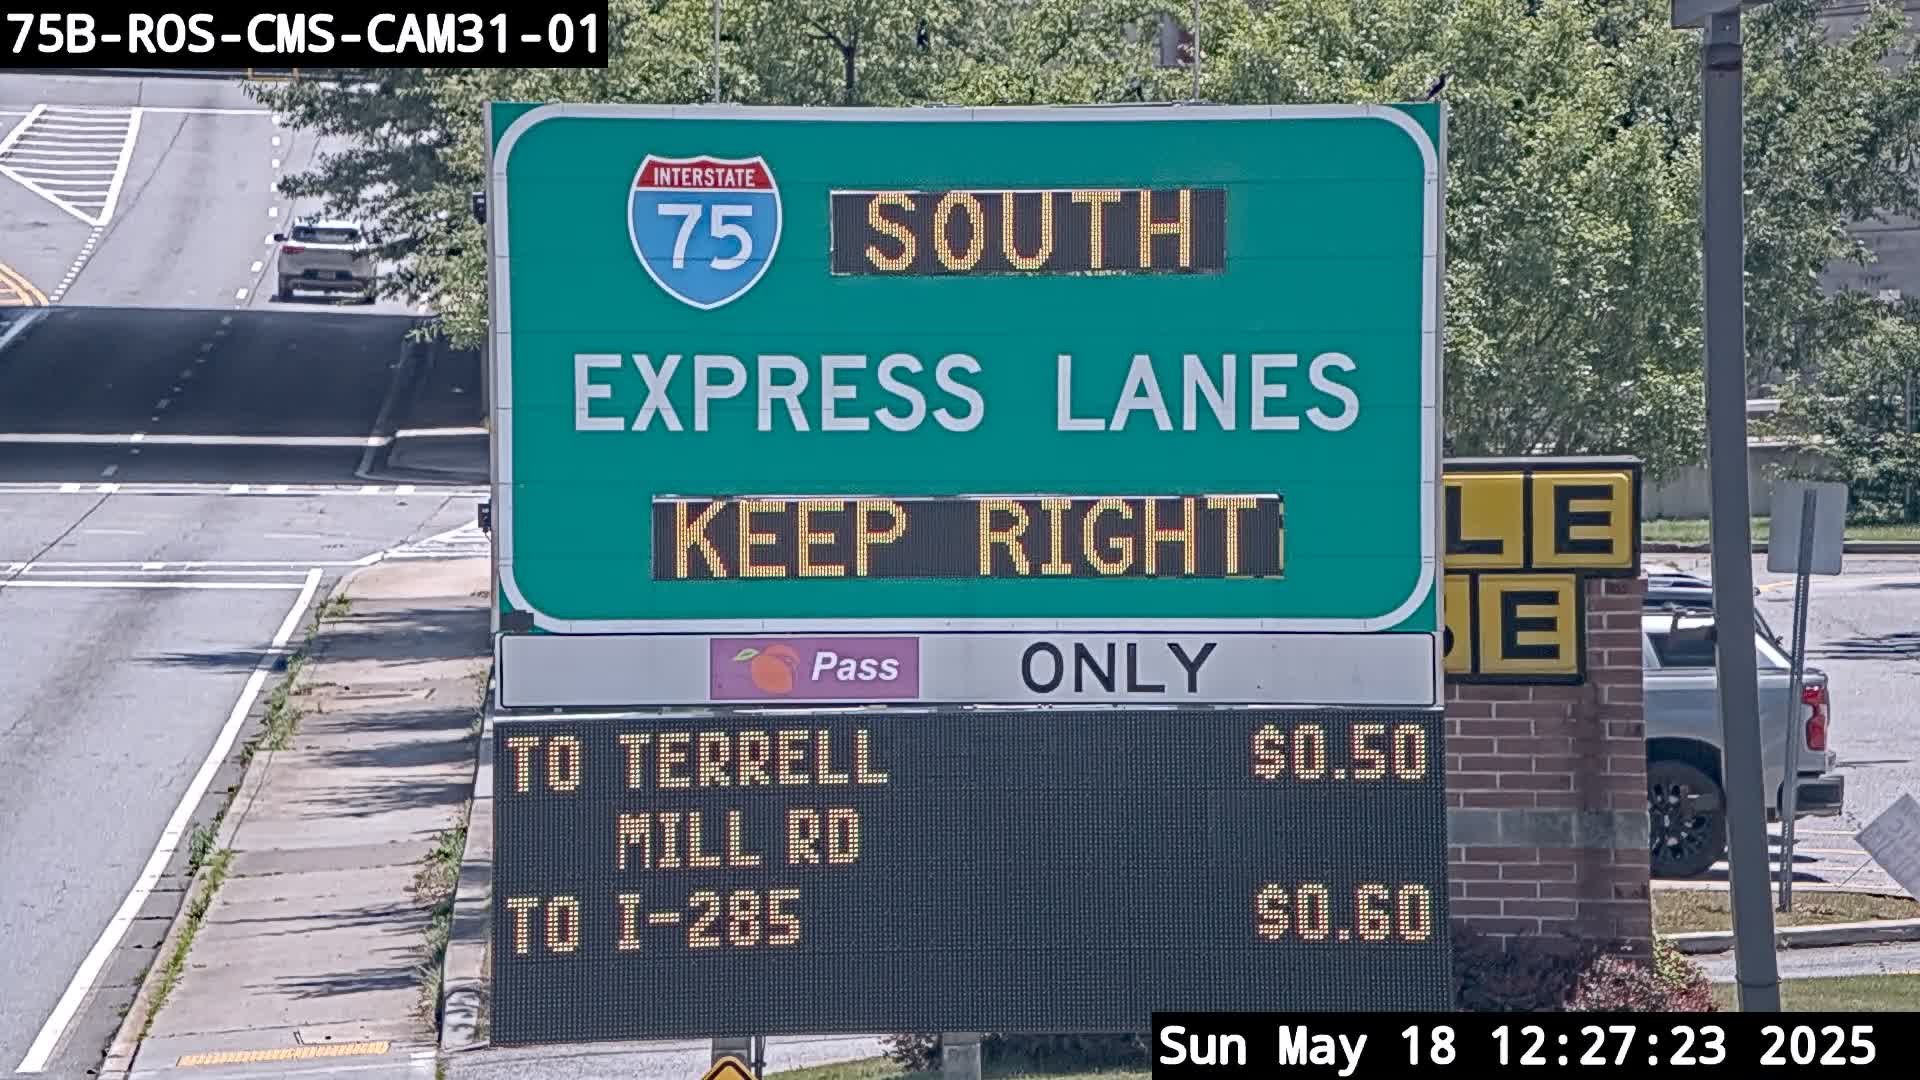 75B-ROS-CMS-CAM31-01
INTERSTATE
75
SOUTH
EXPRESS LANES
KEEP RIGHT
Pass ONLY
TO TERRELL $0.50
MILL RD
TO I-285 $0.60
LE
E
Sun May 18 12:27:23 2025